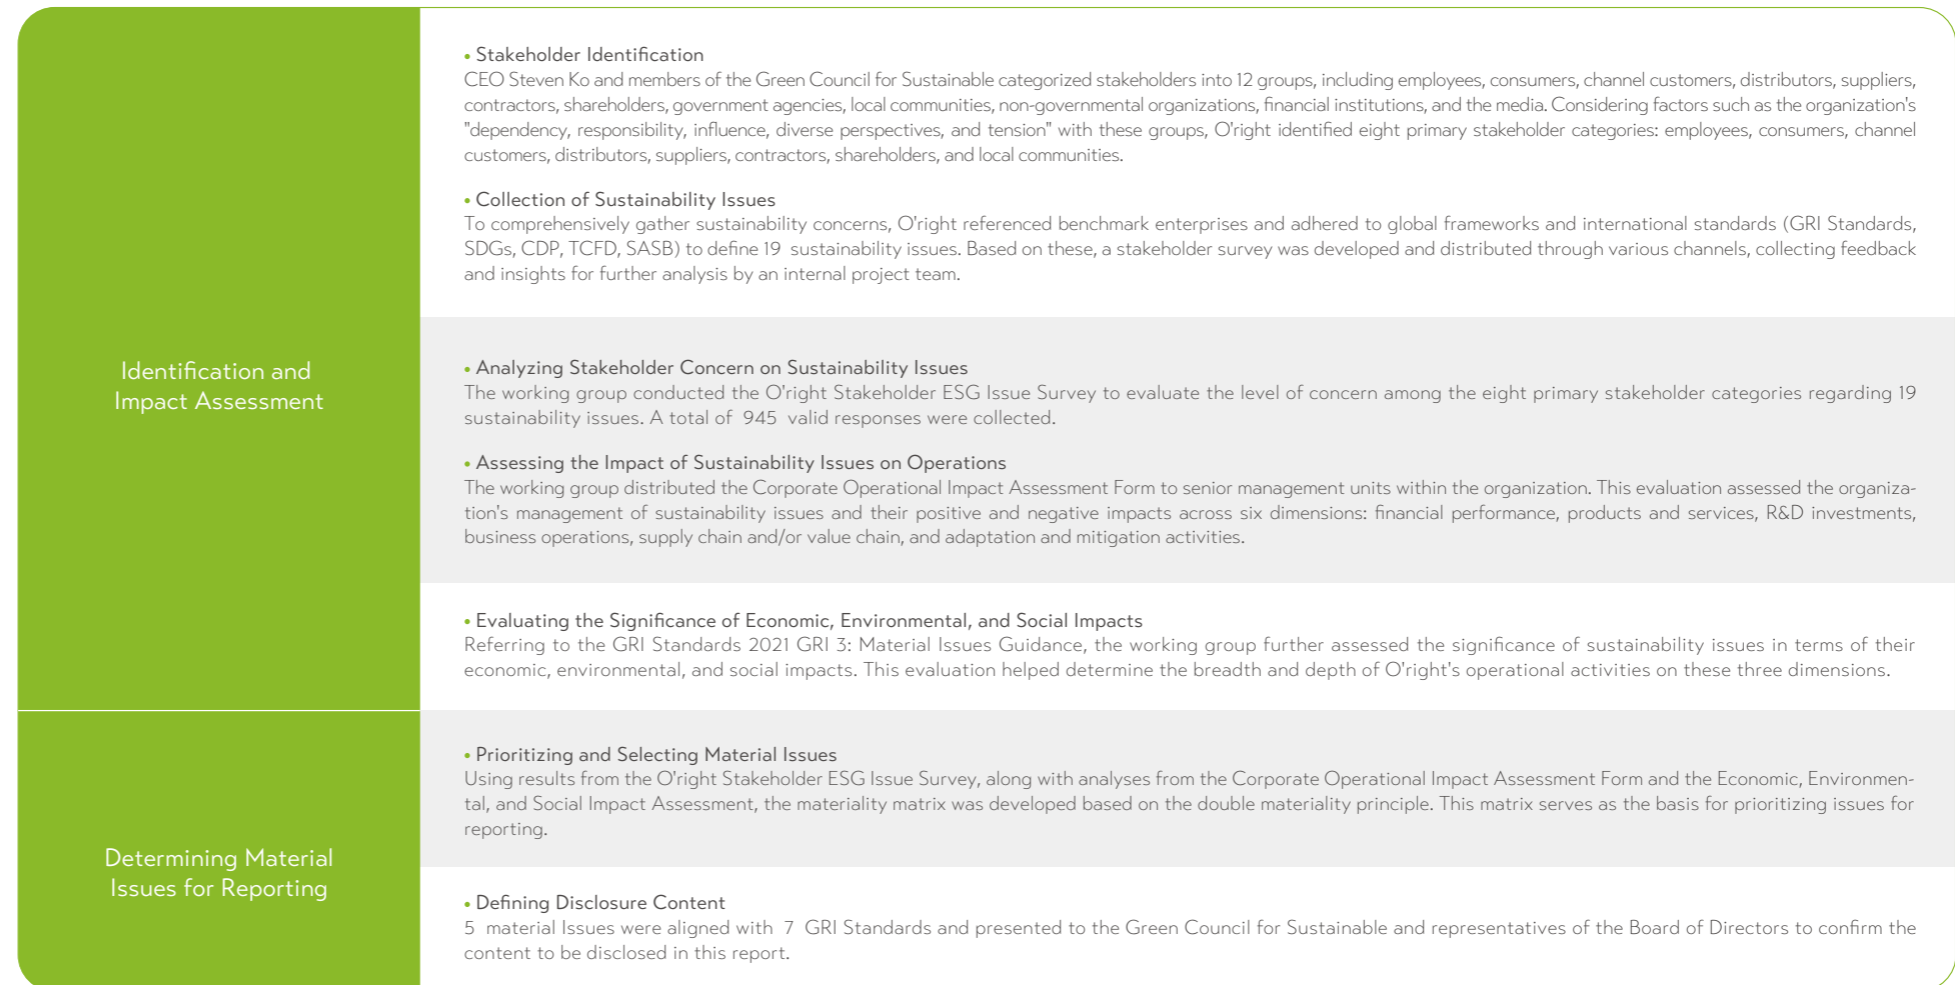 • Stakeholder Identification
CEO Steven Ko and members of the Green Council for Sustainable categorized stakeholders into 12 groups, including employees, consumers, channel customers, distributors, suppliers,
contractors, shareholders, government agencies, local communities, non-governmental organizations, financial institutions, and the media. Considering factors such as the organization's
"dependency, responsibility, influence, diverse perspectives, and tension" with these groups, O'right identified eight primary stakeholder categories: employees, consumers, channel
customers, distributors, suppliers, contractors, shareholders, and local communities.
• Collection of Sustainability Issues
To comprehensively gather sustainability concerns, O'right referenced benchmark enterprises and adhered to global frameworks and international standards (GRI Standards,
SDGs, CDP, TCFD, SASB) to define 19 sustainability issues. Based on these, a stakeholder survey was developed and distributed through various channels, collecting feedback
and insights for further analysis by an internal project team.
Identification and
Impact Assessment
• Analyzing Stakeholder Concern on Sustainability Issues
The working group conducted the O'right Stakeholder ESG Issue Survey to evaluate the level of concern among the eight primary stakeholder categories regarding 19
sustainability issues. A total of 945 valid responses were collected.
• Assessing the Impact of Sustainability Issues on Operations
The working group distributed the Corporate Operational Impact Assessment Form to senior management units within the organization. This evaluation assessed the organiza-
tion's management of sustainability issues and their positive and negative impacts across six dimensions: financial performance, products and services, R&D investments,
business operations, supply chain and/or value chain, and adaptation and mitigation activities.
• Evaluating the Significance of Economic, Environmental, and Social Impacts
Referring to the GRI Standards 2021 GRI 3: Material Issues Guidance, the working group further assessed the significance of sustainability issues in terms of their
economic, environmental, and social impacts. This evaluation helped determine the breadth and depth of O'right's operational activities on these three dimensions.
Determining Material
Issues for Reporting
• Prioritizing and Selecting Material Issues
Using results from the O'right Stakeholder ESG Issue Survey, along with analyses from the Corporate Operational Impact Assessment Form and the Economic, Environmen-
tal, and Social Impact Assessment, the materiality matrix was developed based on the double materiality principle. This matrix serves as the basis for prioritizing issues for
reporting.
• Defining Disclosure Content
5 material Issues were aligned with 7 GRI Standards and presented to the Green Council for Sustainable and representatives of the Board of Directors to confirm the
content to be disclosed in this report.